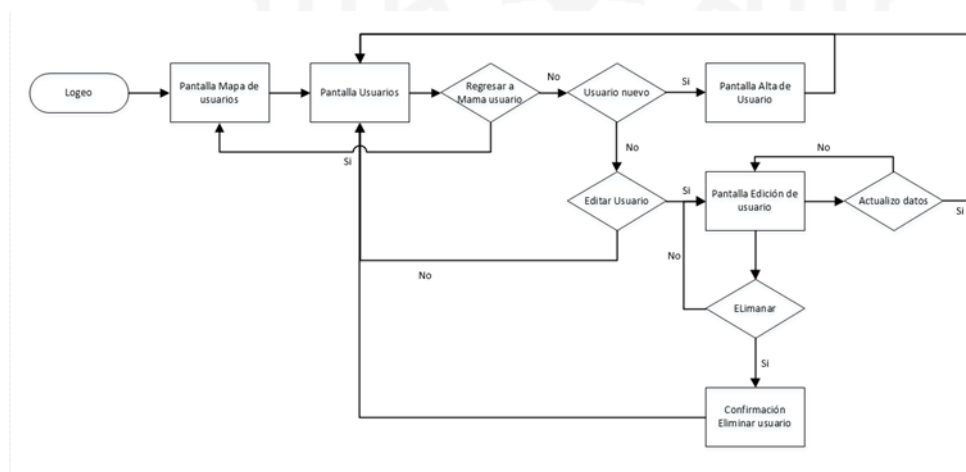 Logeo
Pantalla Mapa de
usuarios
Pantalla Usuarios
Regresar a
Mama usuario
No
Usuario nuevo
Si
Pantalla Alta de
Usuario
Si
No
No
Editar Usuario
Si
Pantalla Edición de
usuario
Actualizo datos
Si
No
No
ELimanar
Si
Confirmación
Eliminar usuario